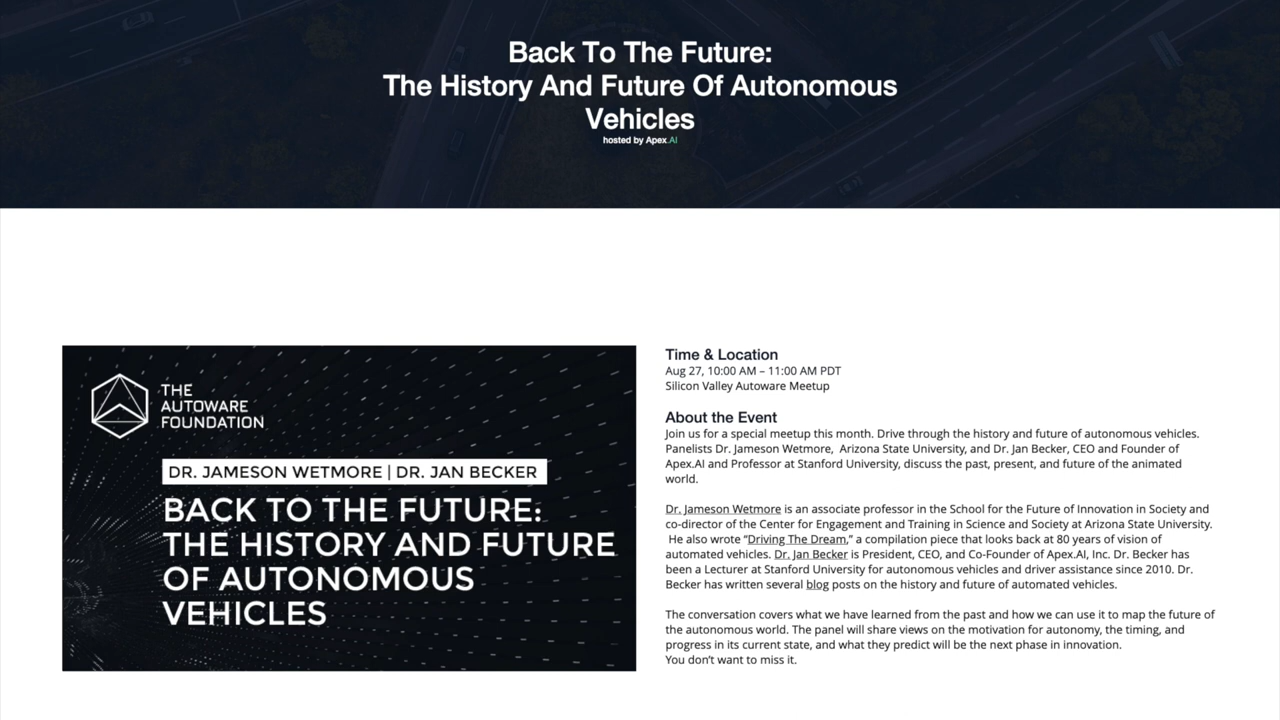 Back To The Future:
The History And Future Of Autonomous
Vehicles
hosted by Apex.AI
THE
AUTOWARE
FOUNDATION
DR. JAMESON WETMORE | DR. JAN BECKER
BACK TO THE FUTURE:
THE HISTORY AND FUTURE
OF AUTONOMOUS
VEHICLES
Time & Location
Aug 27, 10:00 AM – 11:00 AM PDT
Silicon Valley Autoware Meetup
About the Event
Join us for a special meetup this month. Drive through the history and future of autonomous vehicles.
Panelists Dr. Jameson Wetmore, Arizona State University, and Dr. Jan Becker, CEO and Founder of
Apex.AI and Professor at Stanford University, discuss the past, present, and future of the animated
world.
Dr. Jameson Wetmore is an associate professor in the School for the Future of Innovation in Society and
co-director of the Center for Engagement and Training in Science and Society at Arizona State University.
He also wrote “Driving The Dream,” a compilation piece that looks back at 80 years of vision of
automated vehicles. Dr. Jan Becker is President, CEO, and Co-Founder of Apex.AI, Inc. Dr. Becker has
been a Lecturer at Stanford University for autonomous vehicles and driver assistance since 2010. Dr.
Becker has written several blog posts on the history and future of automated vehicles.
The conversation covers what we have learned from the past and how we can use it to map the future of
the autonomous world. The panel will share views on the motivation for autonomy, the timing, and
progress in its current state, and what they predict will be the next phase in innovation.
You don’t want to miss it.